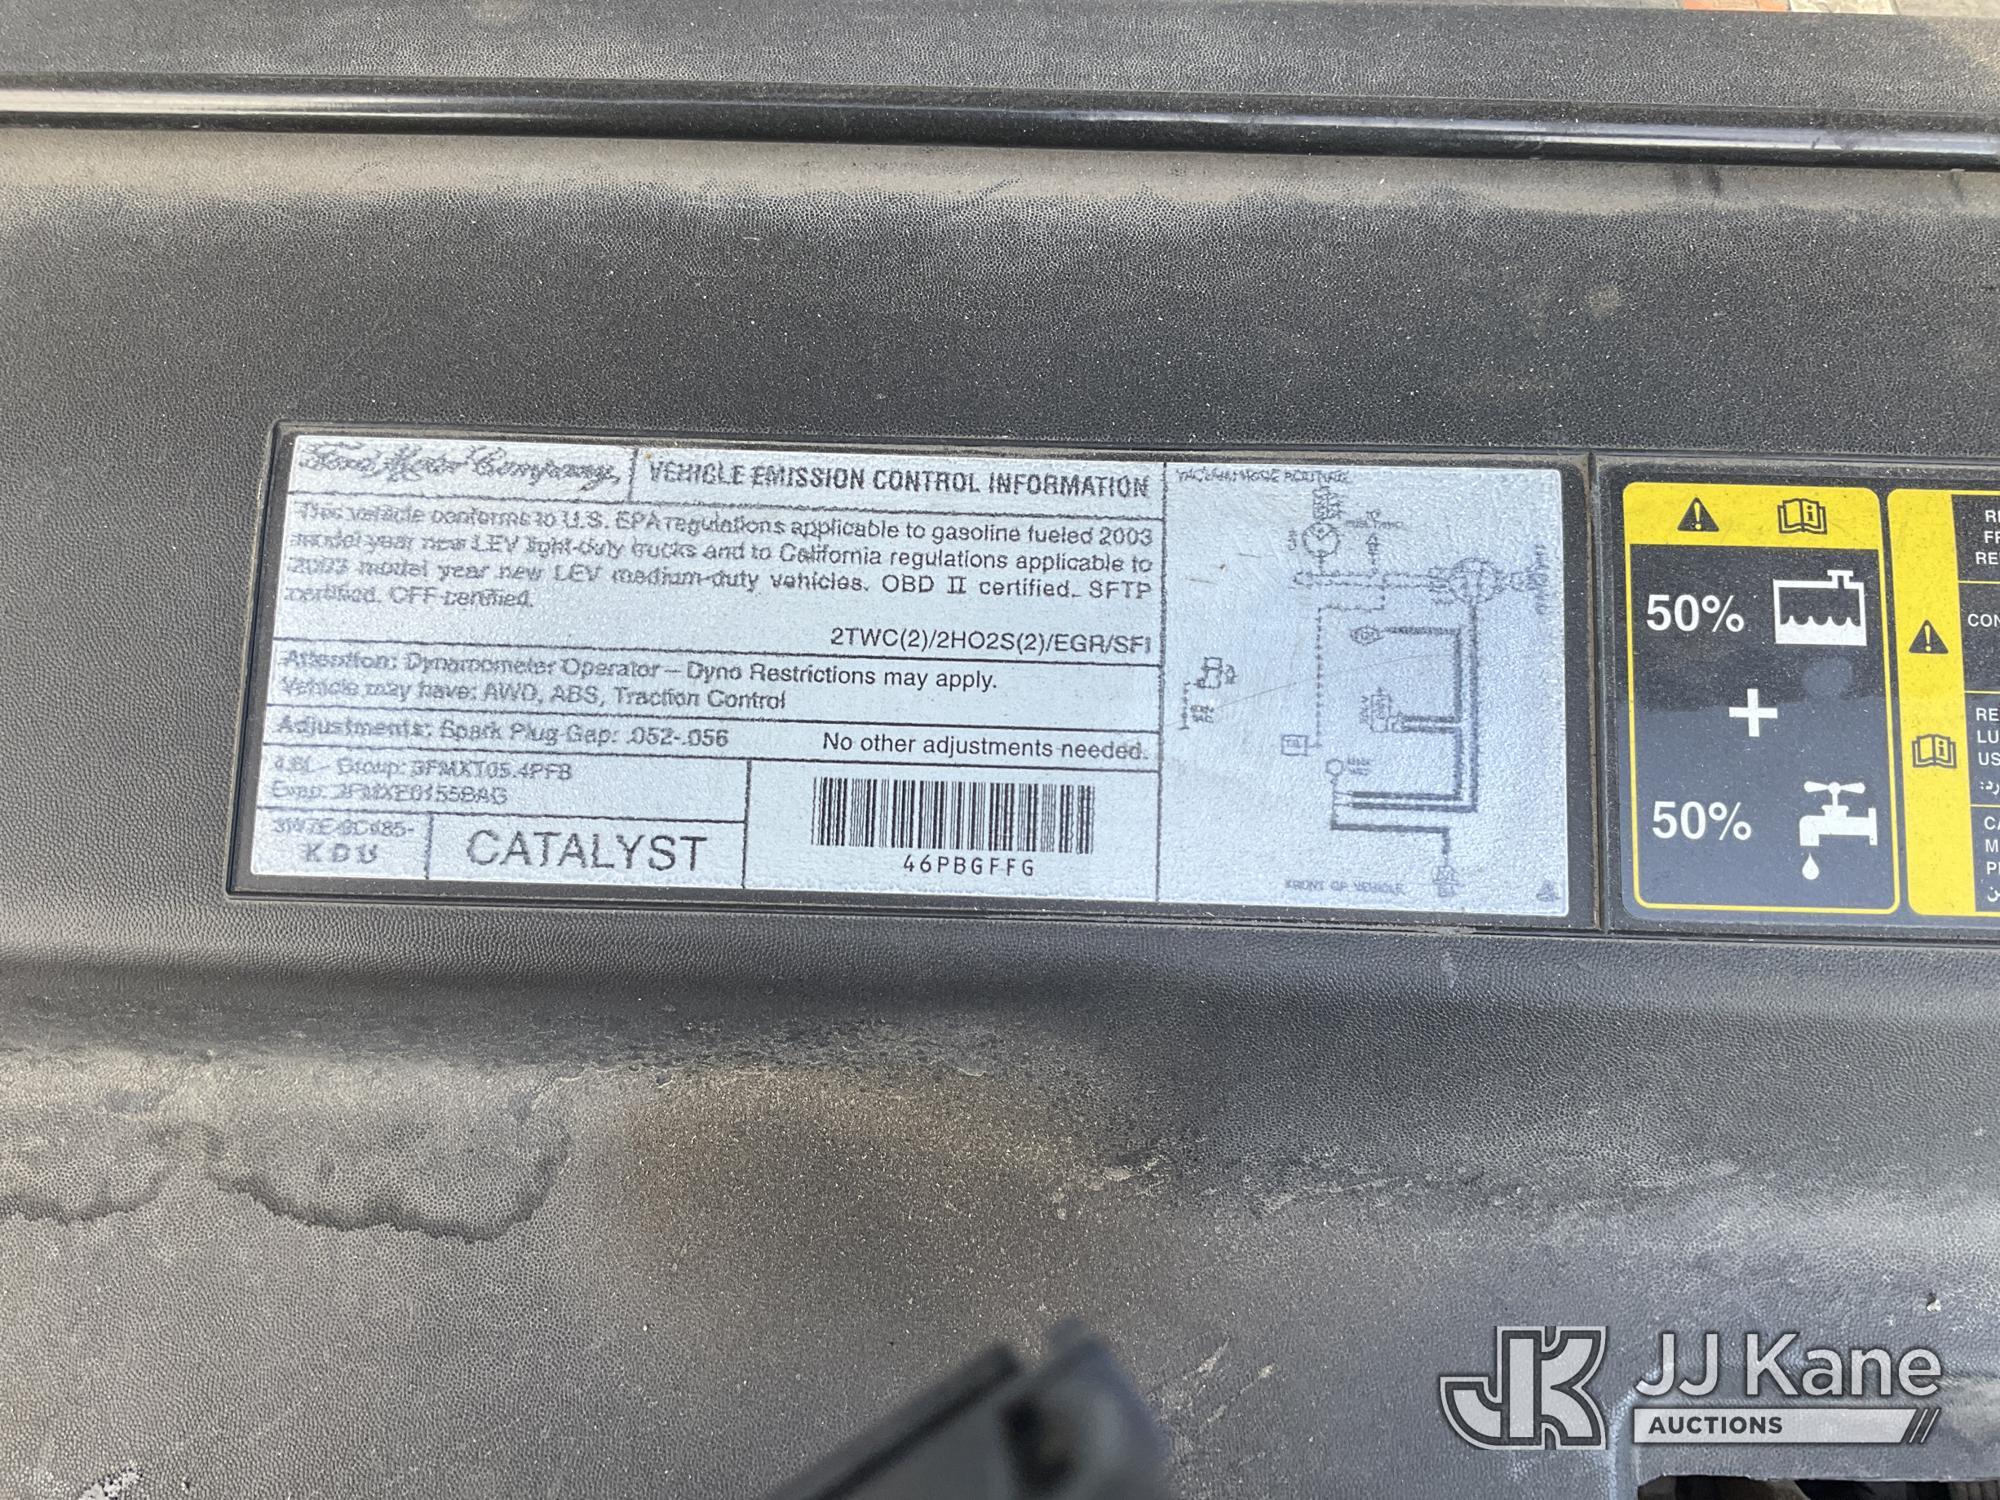 Ford Motor Company
VEHICLE EMISSION CONTROL INFORMATION
This vehicle conforms to U.S. EPA regulations applicable to gasoline fueled 2003
model year new LEV light-duty trucks and to California regulations applicable to
2003 model year new LEV medium-duty vehicles. OBD II certified. SFTP
certified. CFF certified.
2TWC(2)/2HO2S(2)/EGR/SFI
Attention: Dynamometer Operator – Dyno Restrictions may apply.
Vehicle may have: AWD, ABS, Traction Control
Adjustments: Spark Plug Gap: .052-.056 No other adjustments needed.
Group: 3FMXT05.4PFB
Evap: 3FMXE0155BAG
CATALYST
46PBGFFG
VACUUM HOSE ROUTING
FRONT OF VEHICLE
50%
+
50%
JK
JJ Kane
AUCTIONS